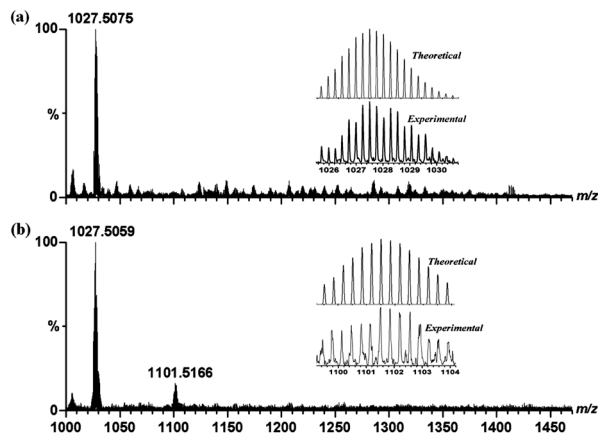 (a)
1027.5075
100
%
0
Theoretical
Experimental
1026 1027 1028 1029 1030
m/z
(b)
1027.5059
100
%
0
1101.5166
Theoretical
Experimental
1100 1101 1102 1103 1104
m/z
1000 1050 1100 1150 1200 1250 1300 1350 1400 1450